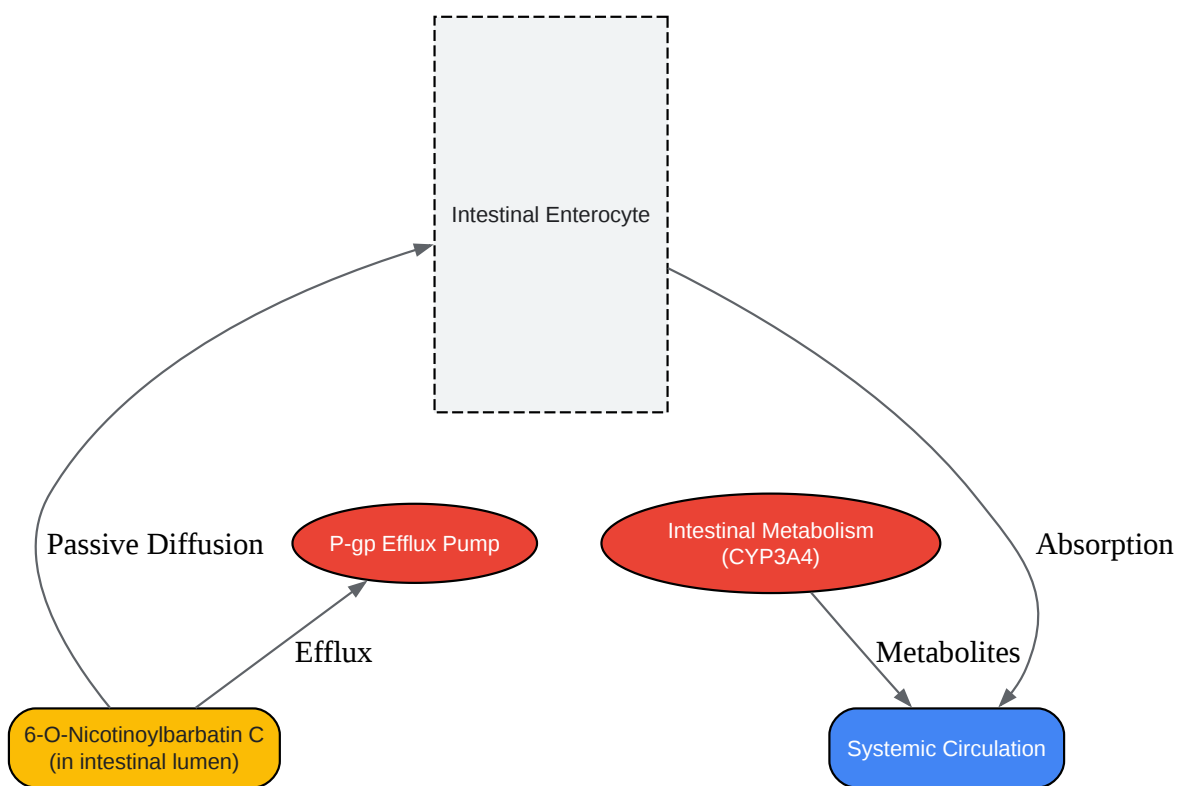 Intestinal Enterocyte
Passive Diffusion
P-gp Efflux Pump
Intestinal Metabolism
(CYP3A4)
Absorption
Efflux
Metabolites
6-O-Nicotinoylbarbatin C
(in intestinal lumen)
Systemic Circulation